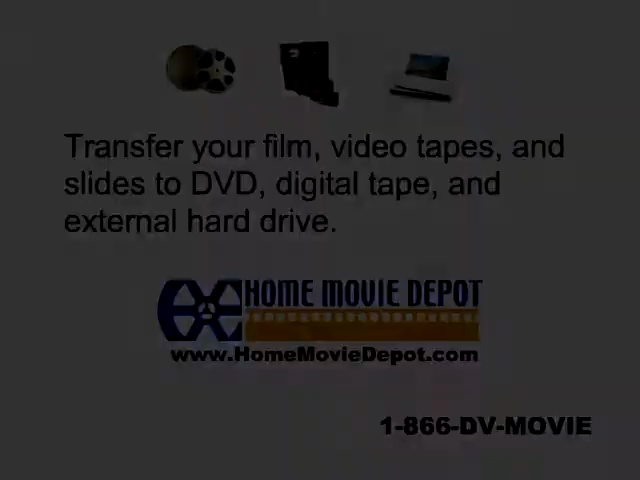 Transfer your film, video tapes, and
slides to DVD, digital tape, and
external hard drive.
HOME MOVIE DEPOT
www.HomeMovieDepot.com
1-866-DV-MOVIE